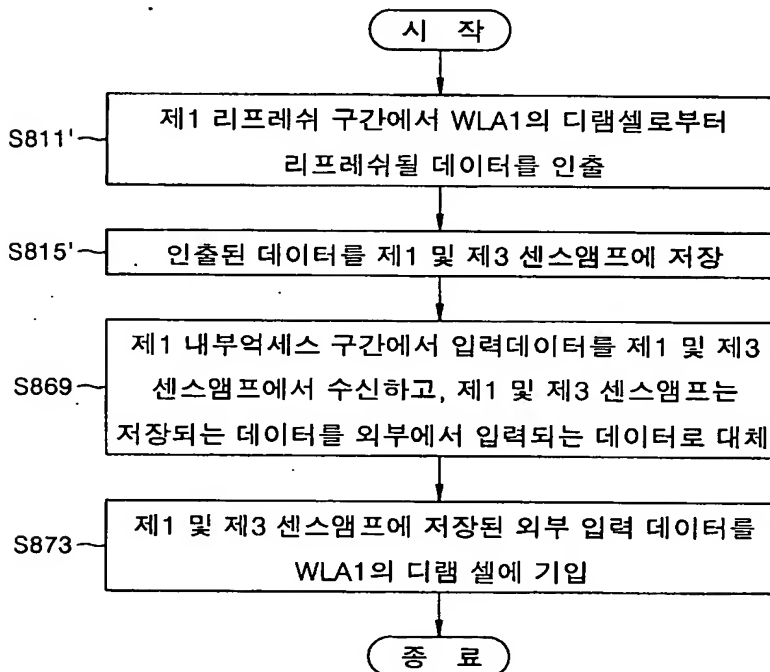 시 작
S811'
제1 리프레쉬 구간에서 WLA1의 디램셀로부터
리프레쉬될 데이터를 인출
S815'
인출된 데이터를 제1 및 제3 센스앰프에 저장
S869
제1 내부억세스 구간에서 입력데이터를 제1 및 제3
센스앰프에서 수신하고, 제1 및 제3 센스앰프는
저장되는 데이터를 외부에서 입력되는 데이터로 대체
S873
제1 및 제3 센스앰프에 저장된 외부 입력 데이터를
WLA1의 디램 셀에 기입
종 료